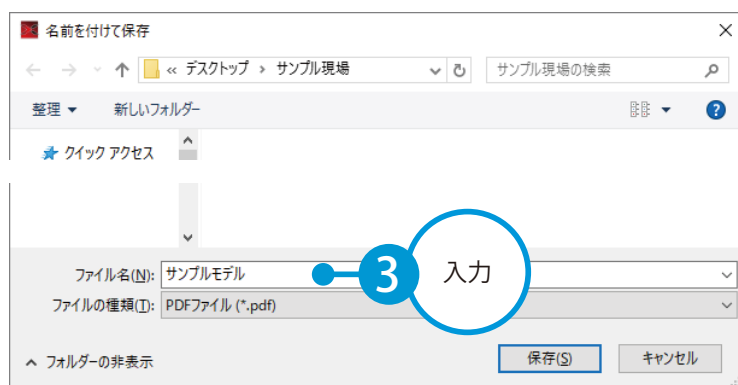 名前を付けて保存
« デスクトップ › サンプル現場
サンプル現場の検索
整理 ▼ 新しいフォルダー
クイック アクセス
ファイル名(N): サンプルモデル
3 入力
ファイルの種類(T): PDFファイル (*.pdf)
フォルダーの非表示
保存(S) キャンセル